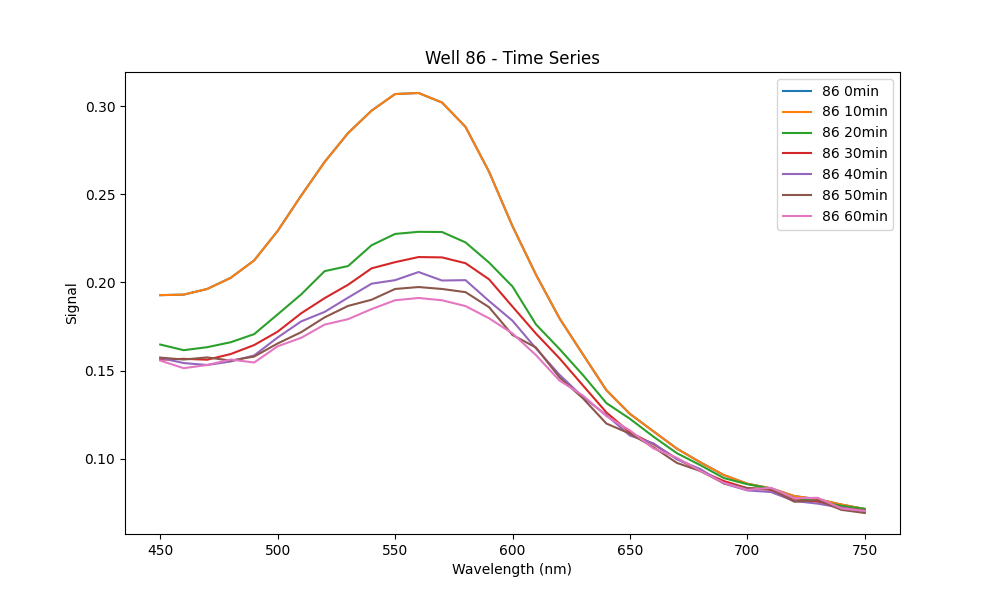 Well 86 - Time Series
Signal
0.30
0.25
0.20
0.15
0.10
86 0min
86 10min
86 20min
86 30min
86 40min
86 50min
86 60min
450 500 550 600 650 700 750
Wavelength (nm)